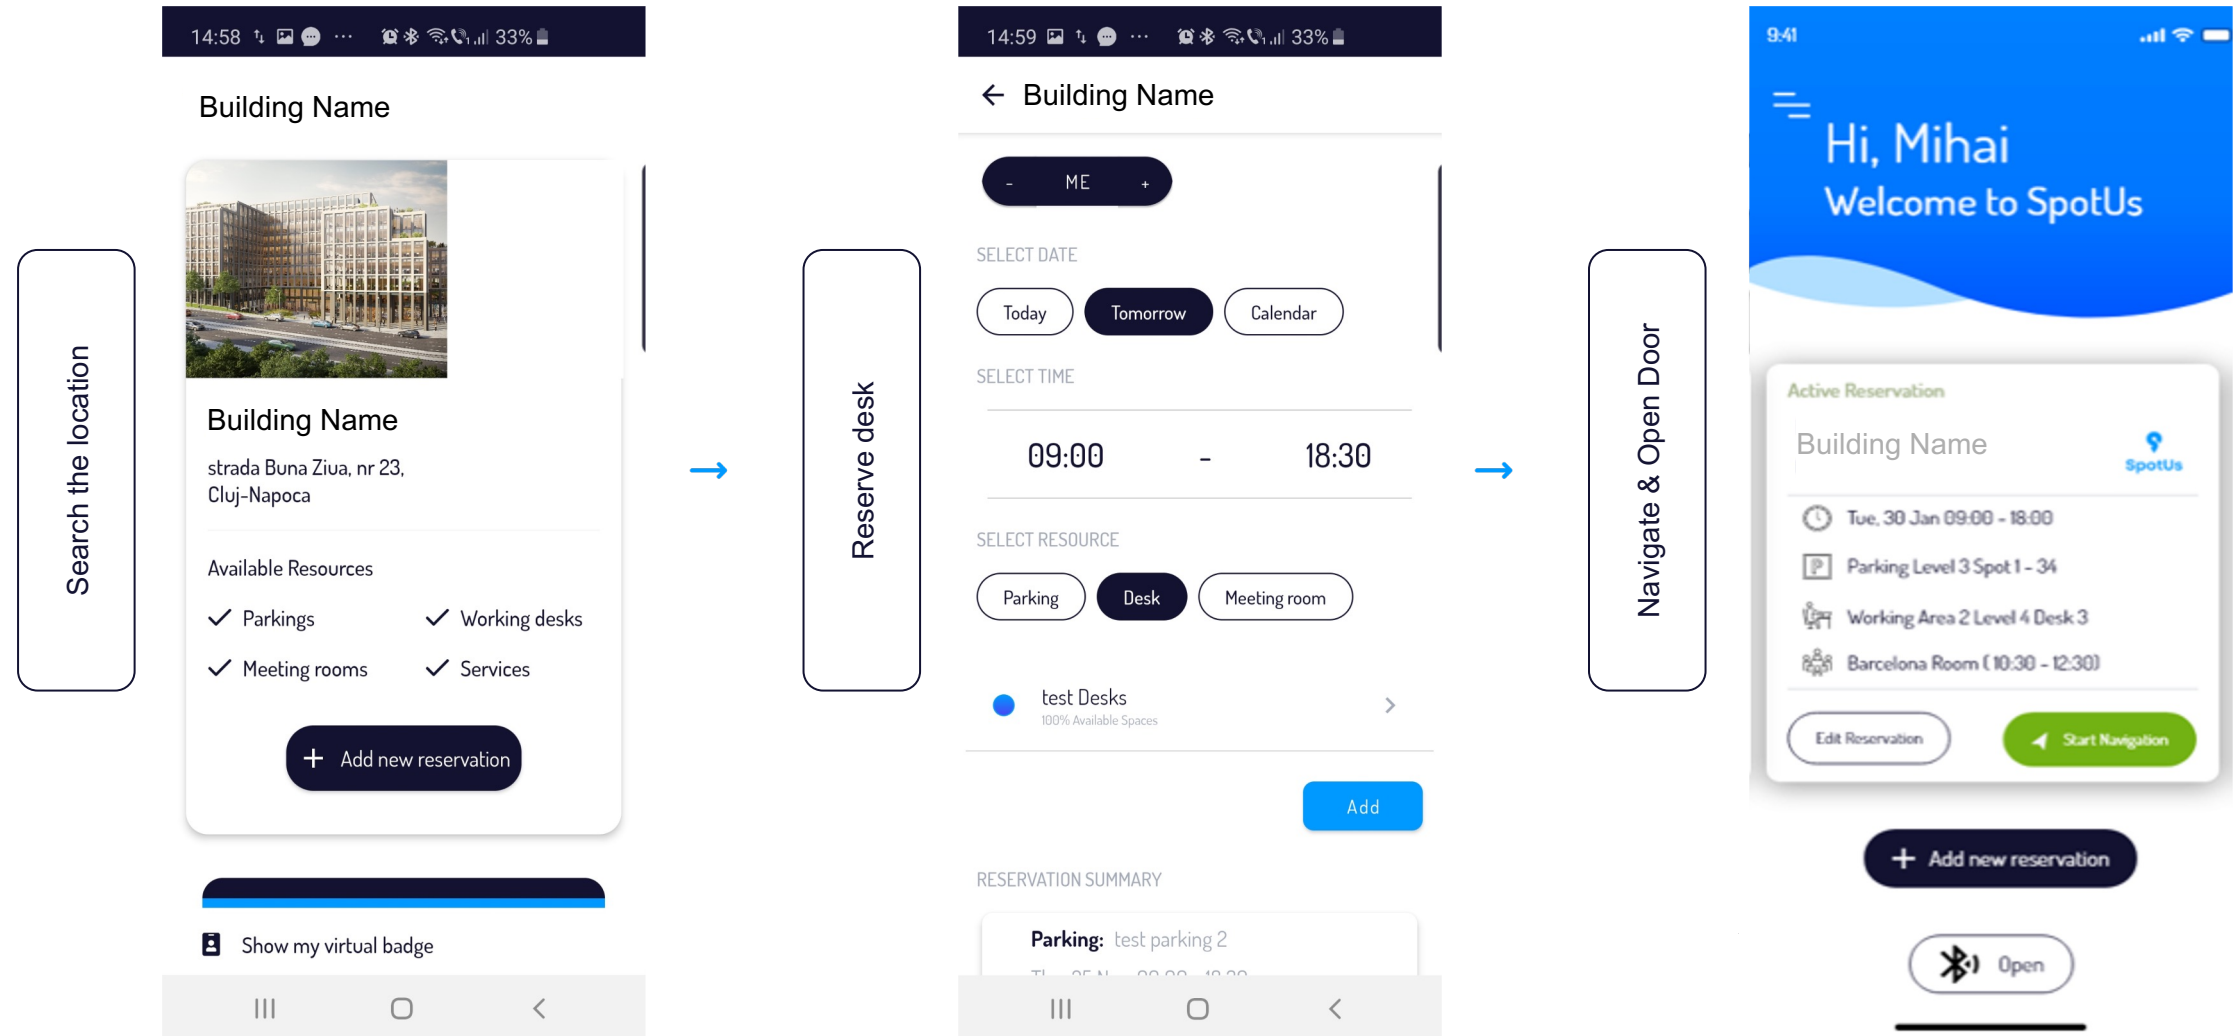 Search the location
14:58 33%
Building Name
Building Name
strada Buna Ziua, nr 23,
Cluj-Napoca
Available Resources
Parkings
Working desks
Meeting rooms
Services
+ Add new reservation
Show my virtual badge
Reserve desk
14:59 33%
Building Name
- ME +
SELECT DATE
Today Tomorrow Calendar
SELECT TIME
09:00 - 18:30
SELECT RESOURCE
Parking Desk Meeting room
test Desks
100% Available Spaces
Add
RESERVATION SUMMARY
Parking: test parking 2
Navigate & Open Door
9:41
Hi, Mihai
Welcome to SpotUs
Active Reservation
Building Name
SpotUs
Tue, 30 Jan 09:00 - 18:00
P Parking Level 3 Spot 1 - 34
Working Area 2 Level 4 Desk 3
Barcelona Room ( 10:30 - 12:30)
Edit Reservation
Start Navigation
+ Add new reservation
Open